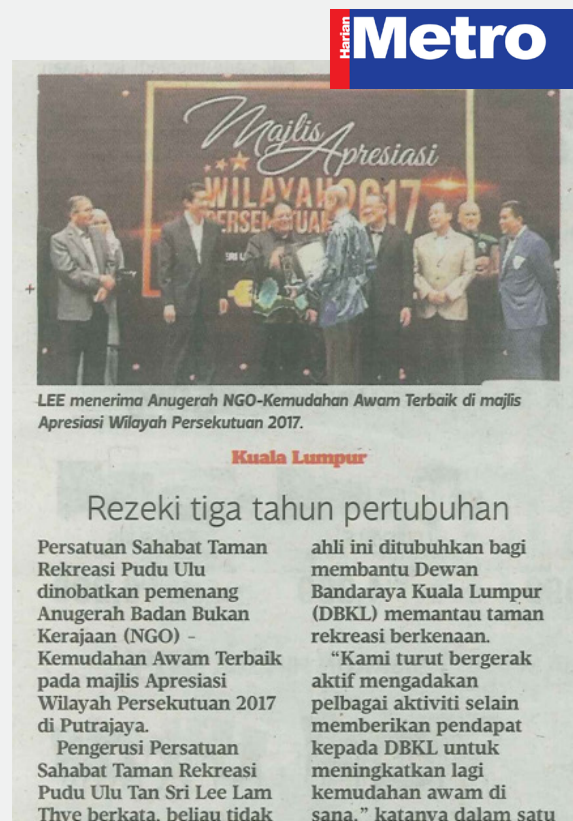 Harian
Metro
Majlis
Apresiasi
WILAYAH 2017
PERSEKUTUAN
LEE menerima Anugerah NGO-Kemudahan Awam Terbaik di majlis
Apresiasi Wilayah Persekutuan 2017.
Kuala Lumpur
Rezeki tiga tahun pertubuhan
Persatuan Sahabat Taman
Rekreasi Pudu Ulu
dinobatkan pemenang
Anugerah Badan Bukan
Kerajaan (NGO) –
Kemudahan Awam Terbaik
pada majlis Apresiasi
Wilayah Persekutuan 2017
di Putrajaya.
Pengerusi Persatuan
Sahabat Taman Rekreasi
Pudu Ulu Tan Sri Lee Lam
Thye berkata, beliau tidak
ahli ini ditubuhkan bagi
membantu Dewan
Bandaraya Kuala Lumpur
(DBKL) memantau taman
rekreasi berkenaan.
“Kami turut bergerak
aktif mengadakan
pelbagai aktiviti selain
memberikan pendapat
kepada DBKL untuk
meningkatkan lagi
kemudahan awam di
sana,” katanya dalam satu